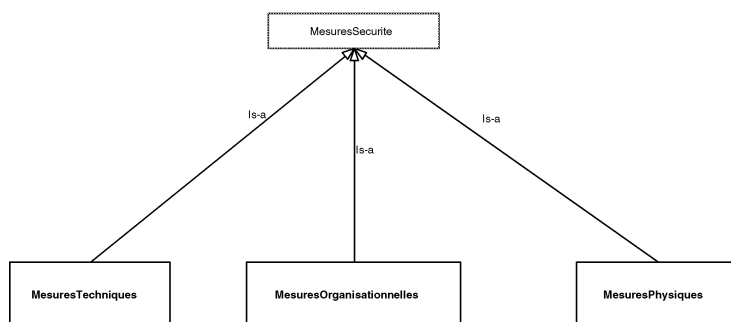 MesuresSecurite
Is-a
Is-a
Is-a
MesuresTechniques
MesuresOrganisationnelles
MesuresPhysiques